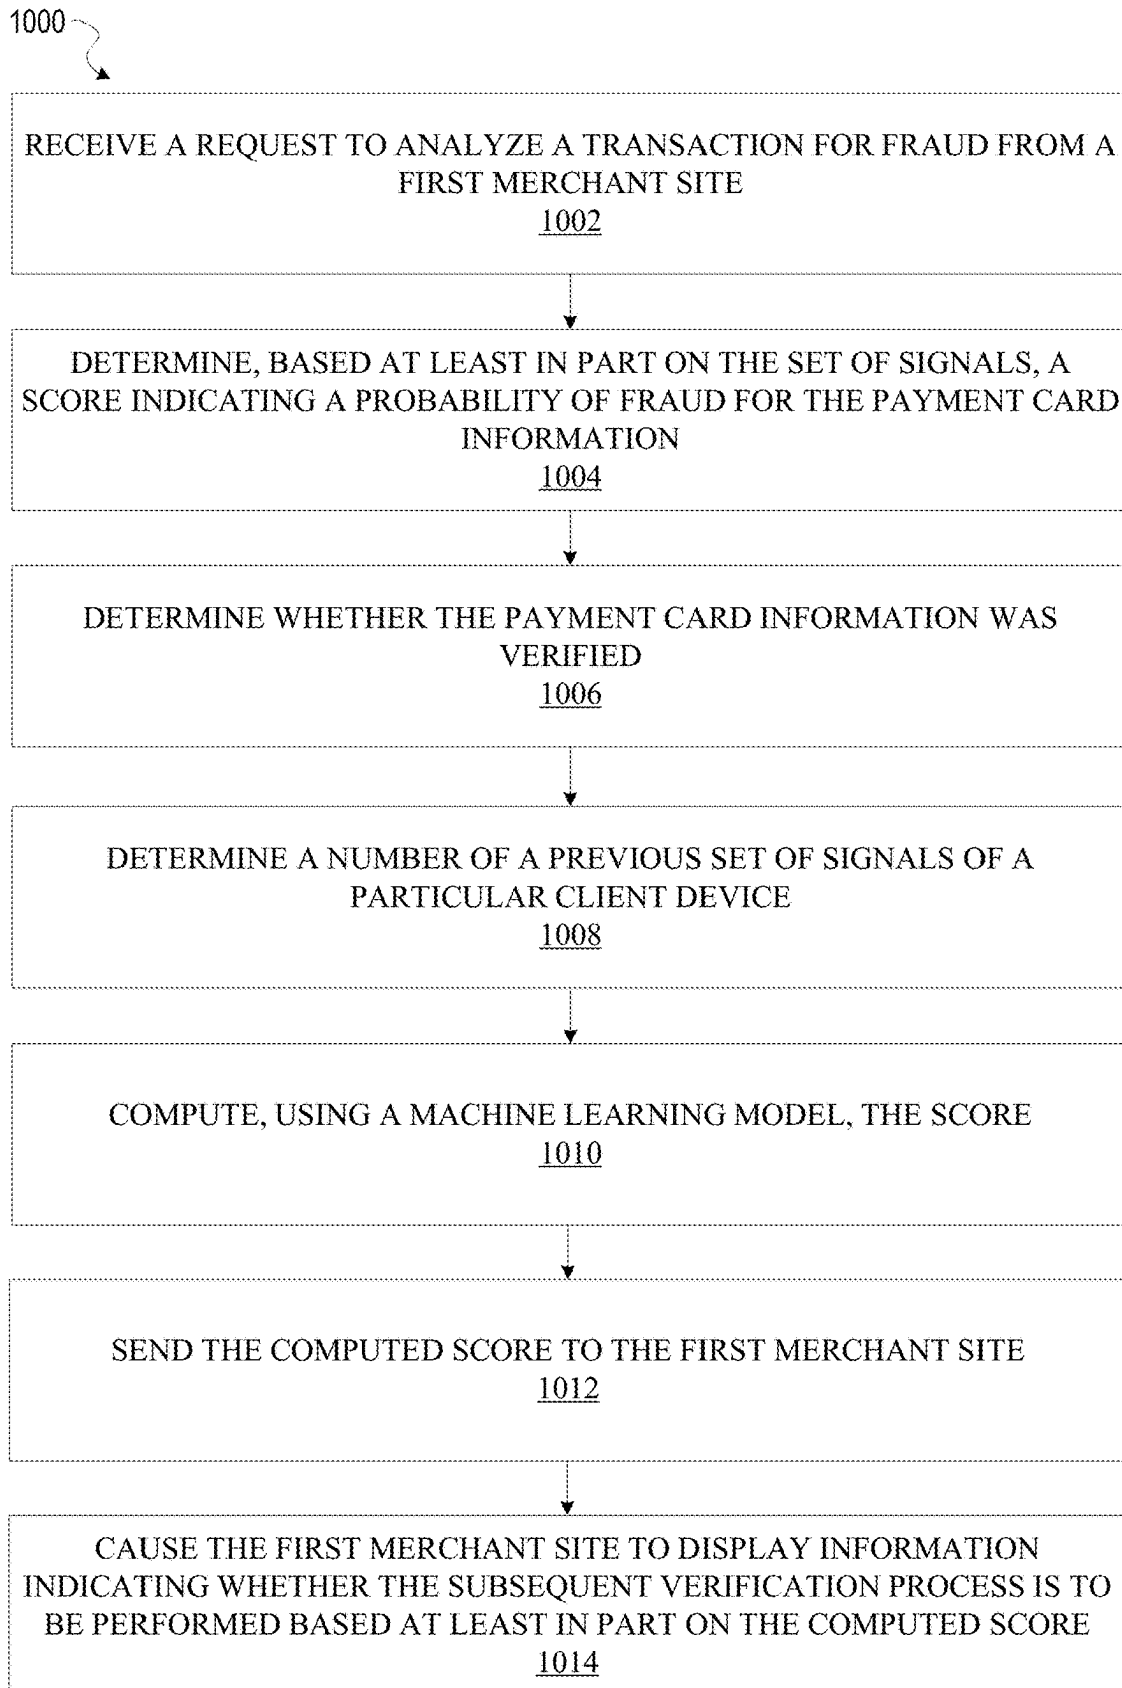 1000
RECEIVE A REQUEST TO ANALYZE A TRANSACTION FOR FRAUD FROM A
FIRST MERCHANT SITE
1002
DETERMINE, BASED AT LEAST IN PART ON THE SET OF SIGNALS, A
SCORE INDICATING A PROBABILITY OF FRAUD FOR THE PAYMENT CARD
INFORMATION
1004
DETERMINE WHETHER THE PAYMENT CARD INFORMATION WAS
VERIFIED
1006
DETERMINE A NUMBER OF A PREVIOUS SET OF SIGNALS OF A
PARTICULAR CLIENT DEVICE
1008
COMPUTE, USING A MACHINE LEARNING MODEL, THE SCORE
1010
SEND THE COMPUTED SCORE TO THE FIRST MERCHANT SITE
1012
CAUSE THE FIRST MERCHANT SITE TO DISPLAY INFORMATION
INDICATING WHETHER THE SUBSEQUENT VERIFICATION PROCESS IS TO
BE PERFORMED BASED AT LEAST IN PART ON THE COMPUTED SCORE
1014